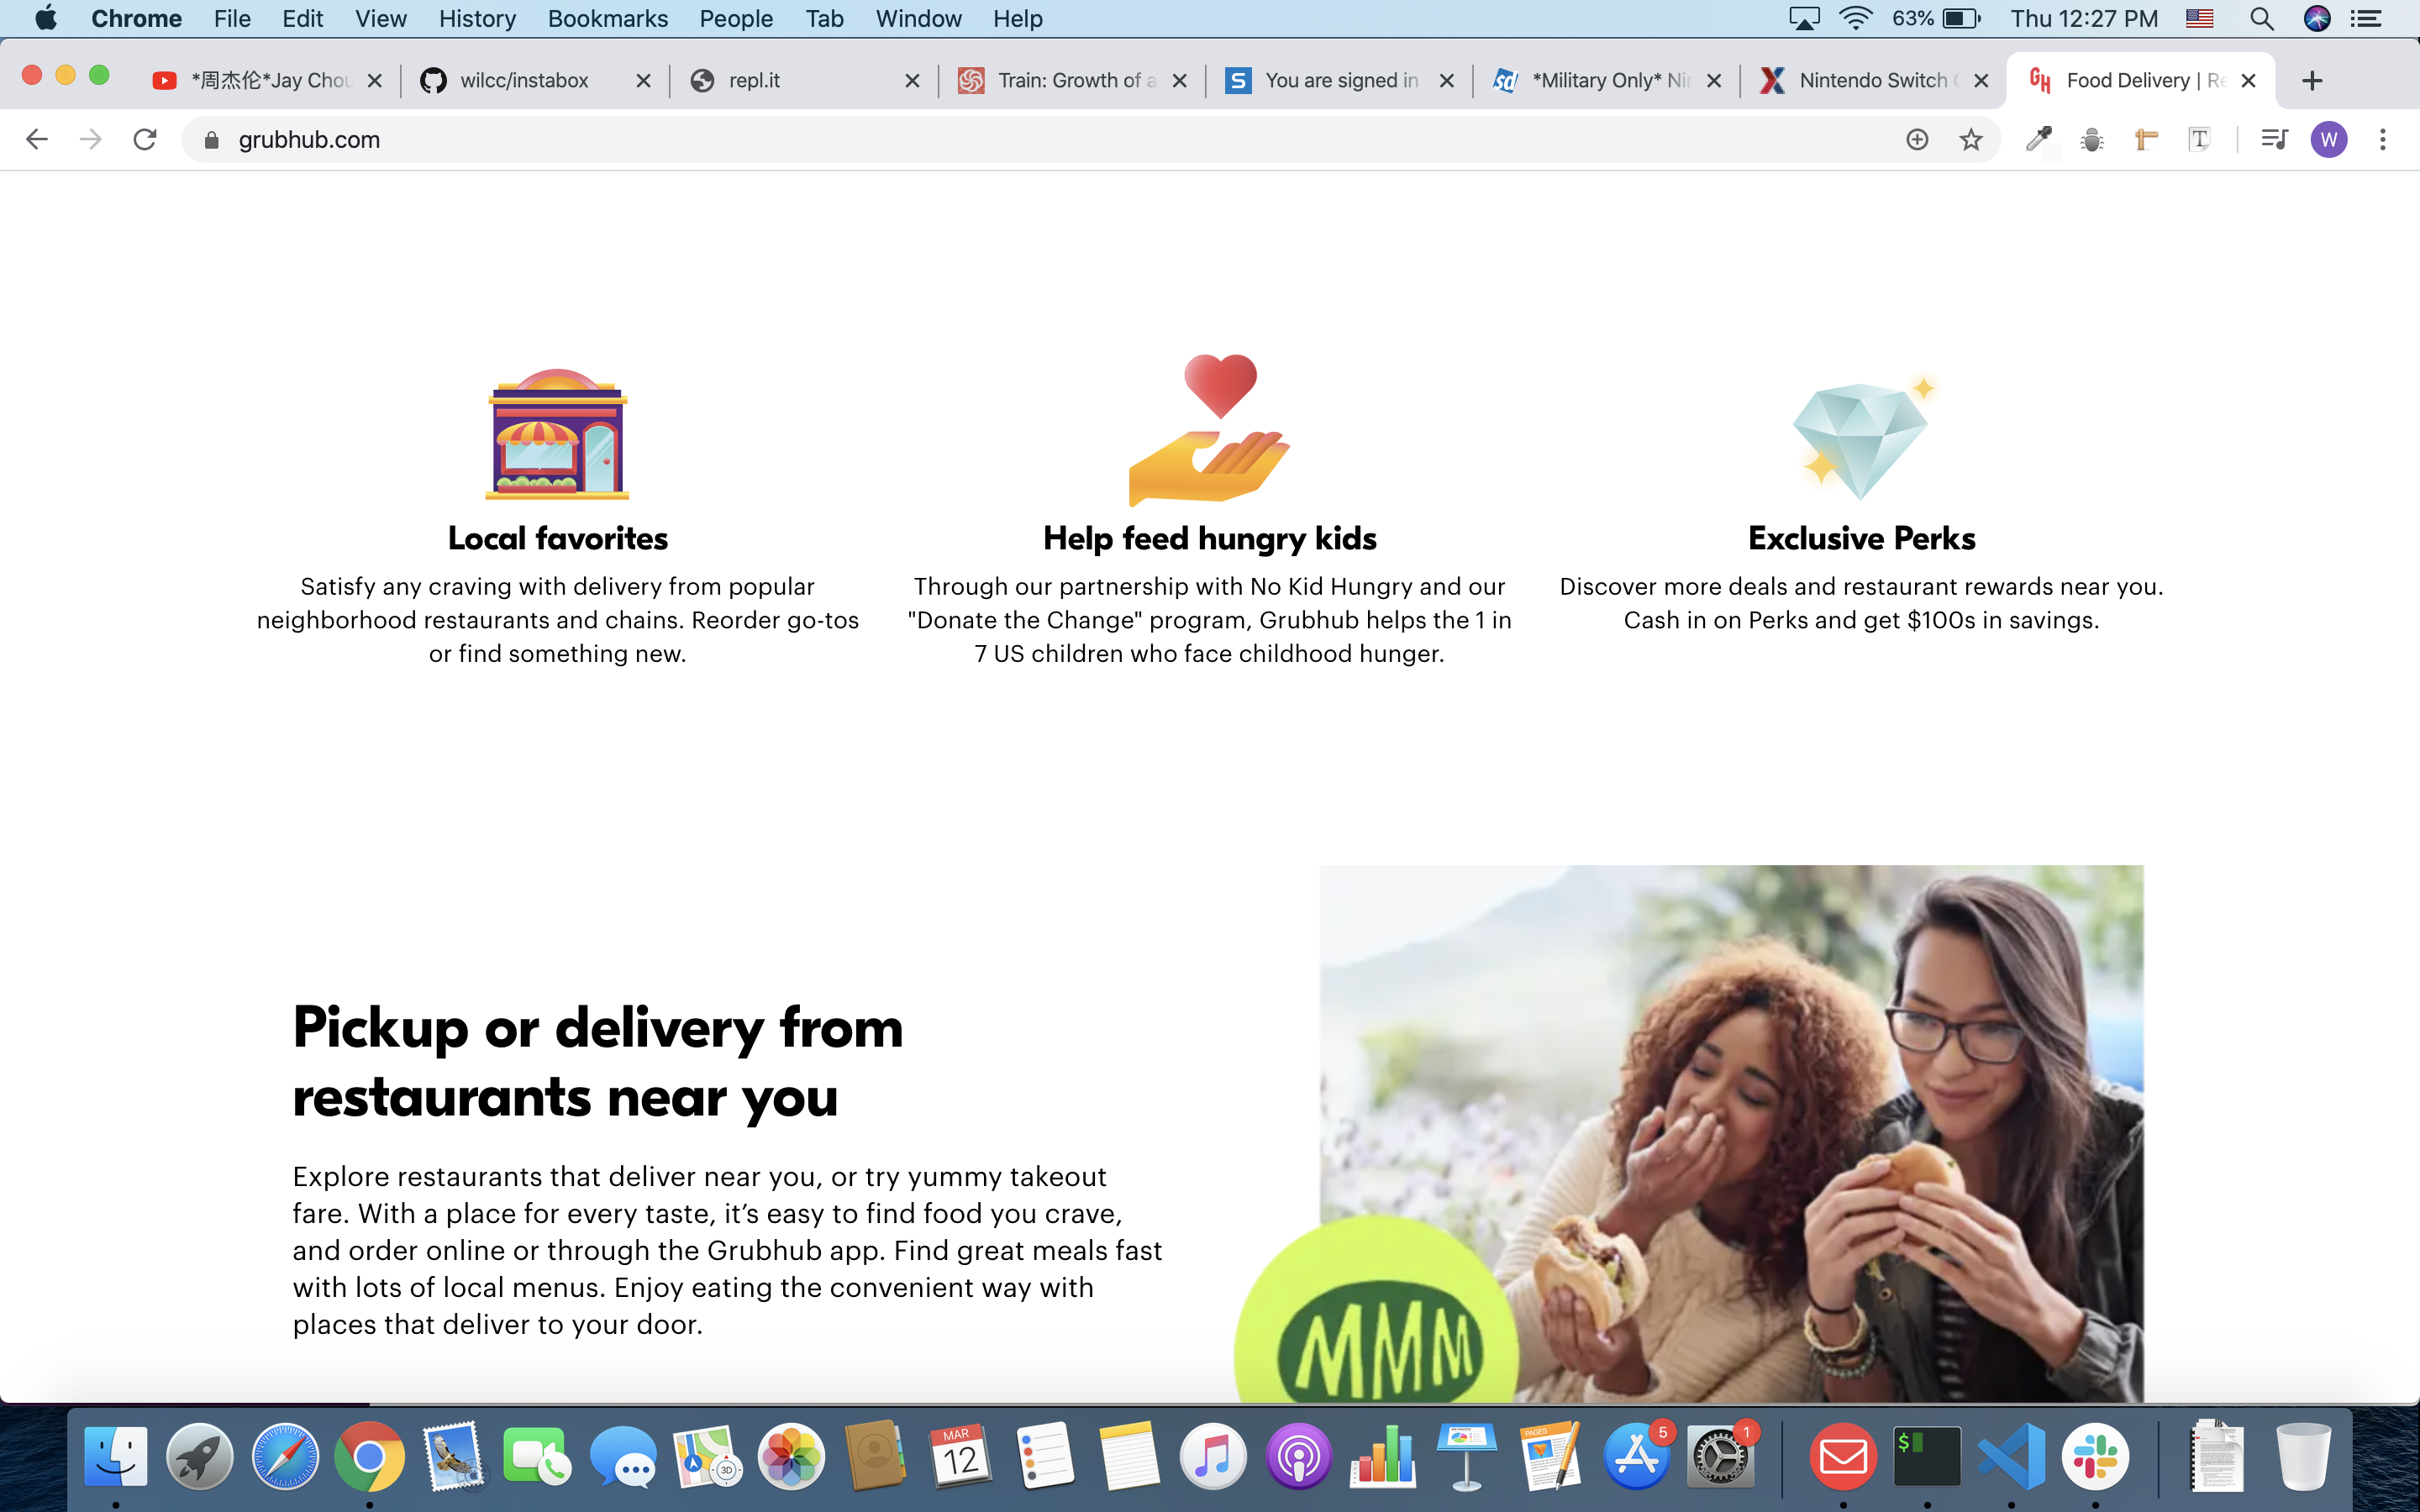 Chrome File Edit View History Bookmarks People Tab Window Help 63% Thu 12:27 PM
*周杰伦*Jay Chou wilcc/instabox repl.it Train: Growth of a You are signed in *Military Only* Nin Nintendo Switch Food Delivery | Re
grubhub.com W
Local favorites
Satisfy any craving with delivery from popular
neighborhood restaurants and chains. Reorder go-tos
or find something new.
Help feed hungry kids
Through our partnership with No Kid Hungry and our
"Donate the Change" program, Grubhub helps the 1 in
7 US children who face childhood hunger.
Exclusive Perks
Discover more deals and restaurant rewards near you.
Cash in on Perks and get $100s in savings.
Pickup or delivery from
restaurants near you
Explore restaurants that deliver near you, or try yummy takeout
fare. With a place for every taste, it’s easy to find food you crave,
and order online or through the Grubhub app. Find great meals fast
with lots of local menus. Enjoy eating the convenient way with
places that deliver to your door.
MMM
MAR
12
3D
PAGES
5
1
$